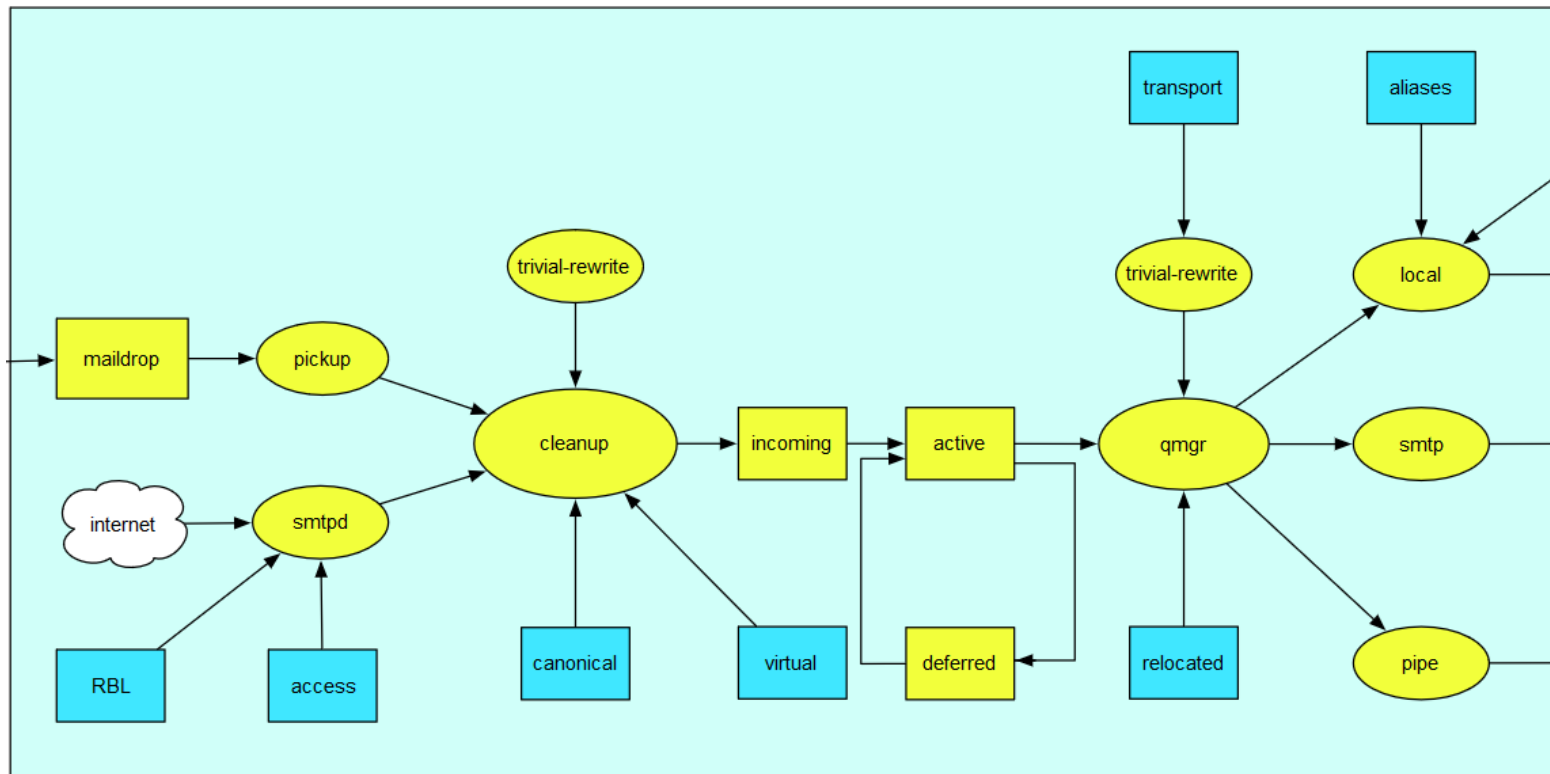 transport
aliases
trivial-rewrite
trivial-rewrite
local
maildrop
pickup
cleanup
incoming
active
qmgr
smtp
internet
smtpd
RBL
access
canonical
virtual
deferred
relocated
pipe